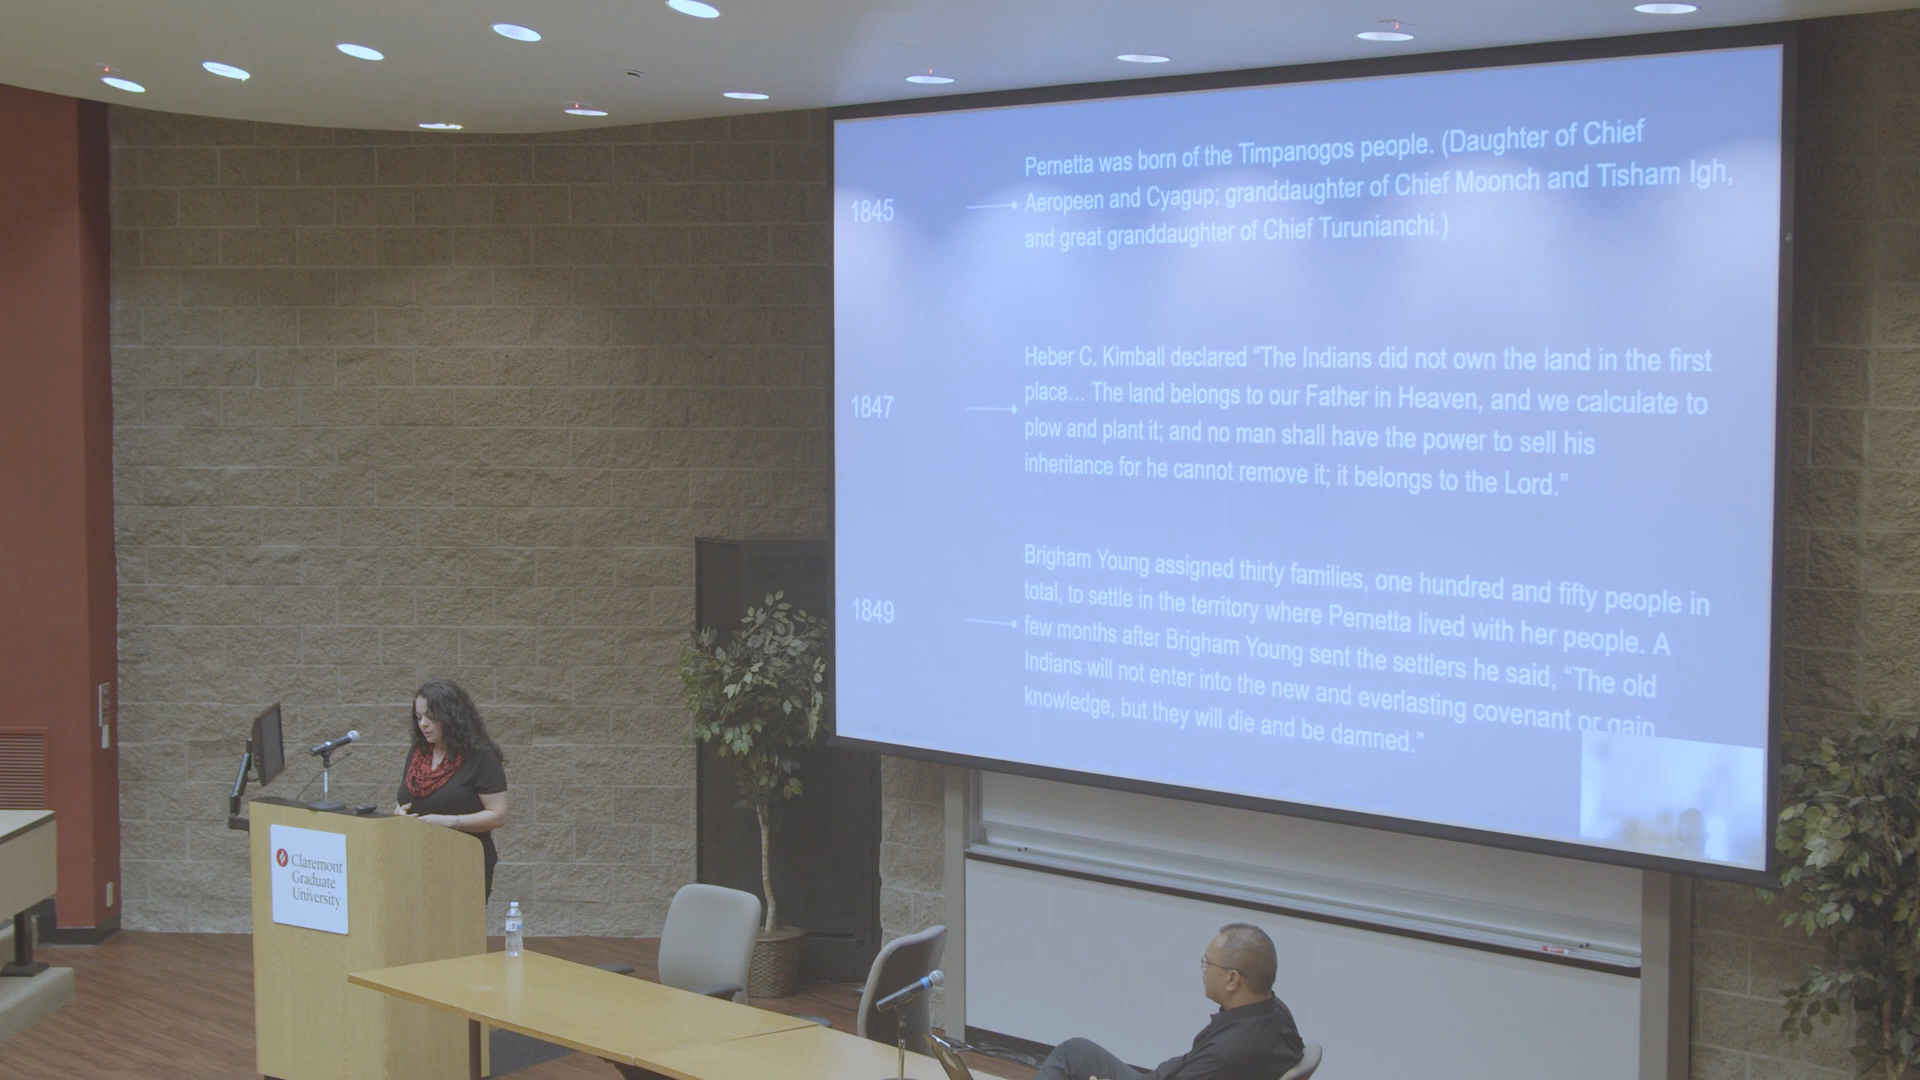 1845
Pernetta was born of the Timpanogos people. (Daughter of Chief
Aeropeen and Cyagup; granddaughter of Chief Moonch and Tisham Igh,
and great granddaughter of Chief Turunianchi.)
1847
Heber C. Kimball declared “The Indians did not own the land in the first
place... The land belongs to our Father in Heaven, and we calculate to
plow and plant it; and no man shall have the power to sell his
inheritance for he cannot remove it; it belongs to the Lord.”
1849
Brigham Young assigned thirty families, one hundred and fifty people in
total, to settle in the territory where Pernetta lived with her people. A
few months after Brigham Young sent the settlers he said, “The old
Indians will not enter into the new and everlasting covenant or gain
knowledge, but they will die and be damned.”
Claremont
Graduate
University